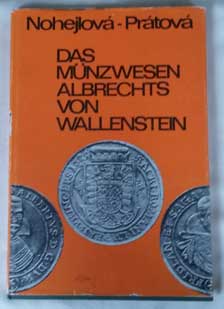 Nohejlová-Prátová
DAS
MÜNZWESEN
ALBRECHTS
VON
WALLENSTEIN